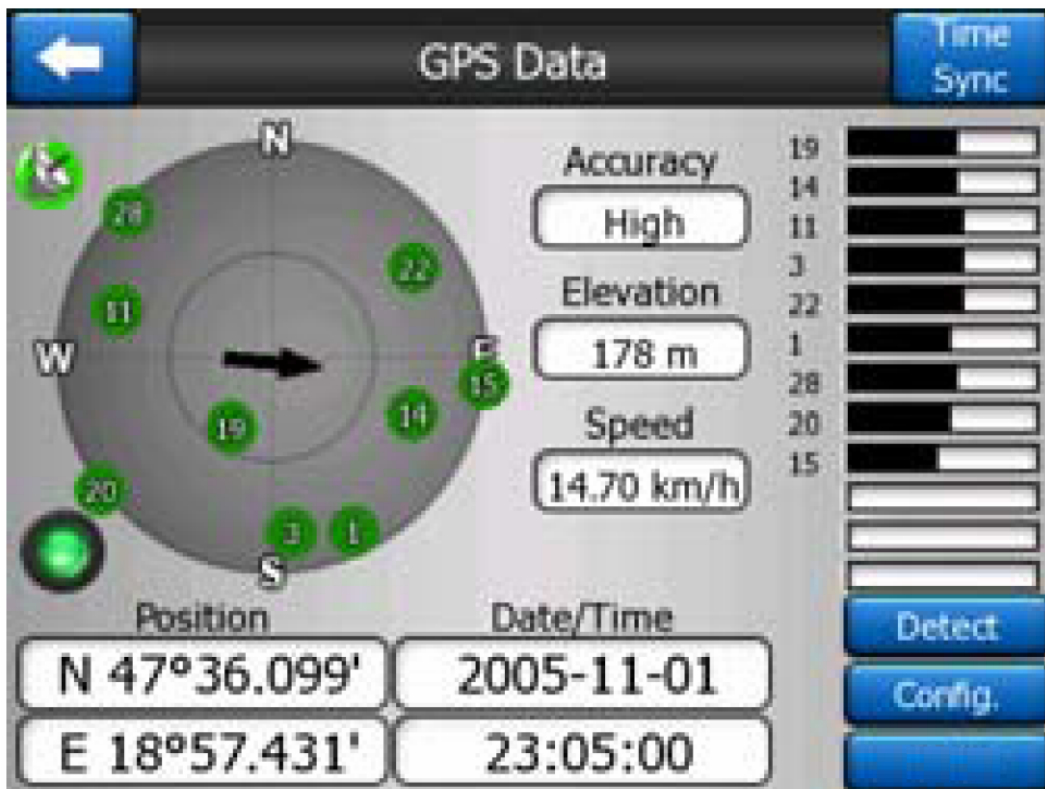 GPS Data
Time
Sync
N
28
22
11
W
E
15
14
19
20
3
1
S
Accuracy
High
Elevation
178 m
Speed
14.70 km/h
19
14
11
3
22
1
28
20
15
Position
N 47°36.099'
E 18°57.431'
Date/Time
2005-11-01
23:05:00
Detect
Config.